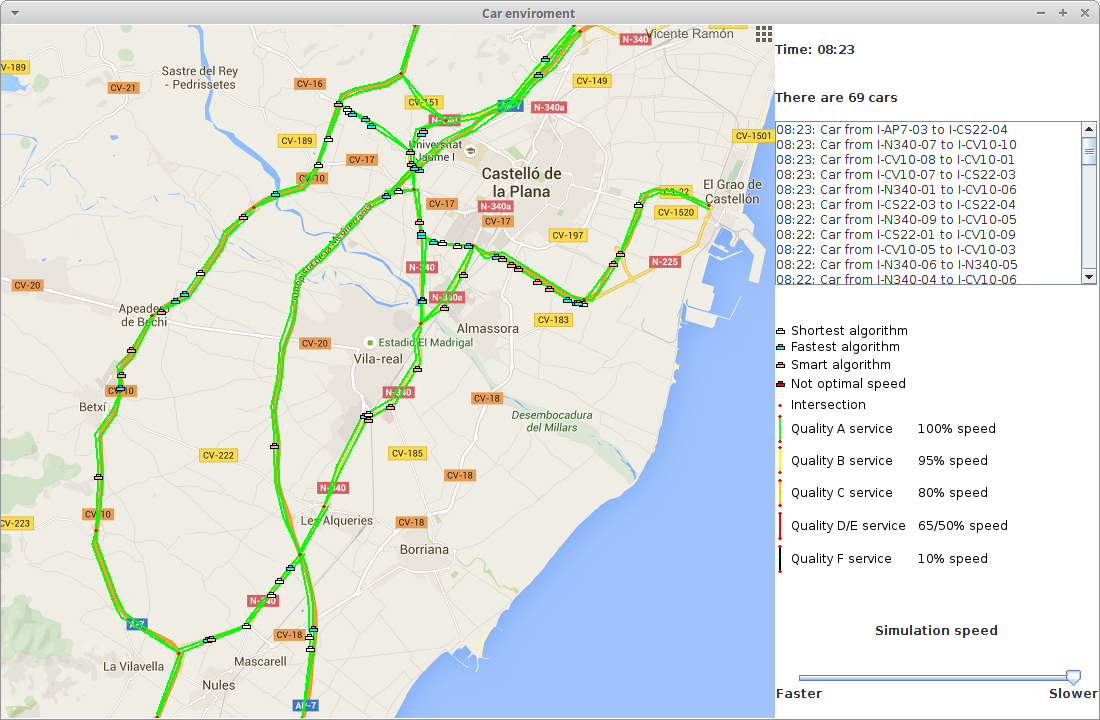 Car enviroment
Vicente Ramón
N-340
V-189
Sastre del Rey
- Pedrissetes
CV-21
CV-16
CV-149
CV-151
N-340a
CV-1501
CV-189
Universitat
Jaume I
CV-17
CV-10
Castelló de
la Plana
CV-17
N-340a
CV-17
CV-22
El Grao de
Castellón
CV-1520
CV-197
N-225
N-340
CV-20
N-340a
Apeadero
de Bechi
CV-183
Almassora
CV-20
Estadio El Madrigal
Vila-real
CV-10
N-340
CV-18
Betxí
Desembocadura
del Millars
CV-222
CV-185
CV-18
N-340
CV-10
CV-223
Les Alqueries
CV-18
Borriana
N-340
CV-18
La Vilavella
Mascarell
Nules
AP-7
Time: 08:23
There are 69 cars
08:23: Car from I-AP7-03 to I-CS22-04
08:23: Car from I-N340-07 to I-CV10-10
08:23: Car from I-CV10-08 to I-CV10-01
08:23: Car from I-CV10-07 to I-CS22-03
08:23: Car from I-N340-01 to I-CV10-06
08:23: Car from I-CS22-03 to I-CS22-04
08:22: Car from I-N340-09 to I-CV10-05
08:22: Car from I-CS22-01 to I-CV10-09
08:22: Car from I-CV10-05 to I-CV10-03
08:22: Car from I-N340-06 to I-N340-05
08:22: Car from I-N340-04 to I-CV10-06
Shortest algorithm
Fastest algorithm
Smart algorithm
Not optimal speed
Intersection
Quality A service 100% speed
Quality B service 95% speed
Quality C service 80% speed
Quality D/E service 65/50% speed
Quality F service 10% speed
Simulation speed
Faster Slower